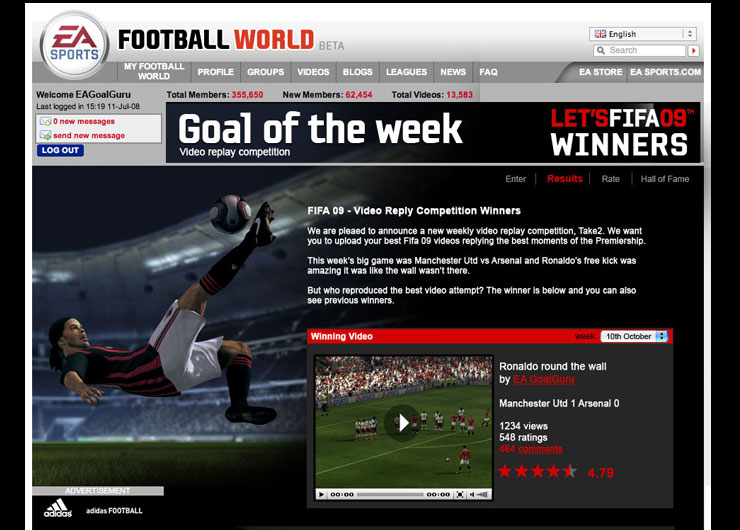 EA SPORTS
FOOTBALL WORLD BETA
English
Search
MY FOOTBALL WORLD
PROFILE
GROUPS
VIDEOS
BLOGS
LEAGUES
NEWS
FAQ
EA STORE
EA SPORTS.COM
Welcome EAGoalGuru
Last logged in 15:19 11-Jul-08
0 new messages
send new message
LOG OUT
Total Members: 355,650
New Members: 62,454
Total Videos: 13,583
Goal of the week
Video replay competition
LET'S FIFA 09™
WINNERS
Enter
Results
Rate
Hall of Fame
FIFA 09 - Video Reply Competition Winners
We are pleaed to announce a new weekly video replay competition, Take2. We want
you to upload your best Fifa 09 videos replying the best moments of the Premiership.
This week's big game was Manchester Utd vs Arsenal and Ronaldo's free kick was
amazing it was like the wall wasn't there.
But who reproduced the best video attempt? The winner is below and you can also
see previous winners.
Winning Video
week:
10th October
Ronaldo round the wall
by EA GoalGuru
Manchester Utd 1 Arsenal 0
1234 views
548 ratings
464 comments
4.79
00:00
00:00
ADVERTISEMENT
adidas
adidas FOOTBALL